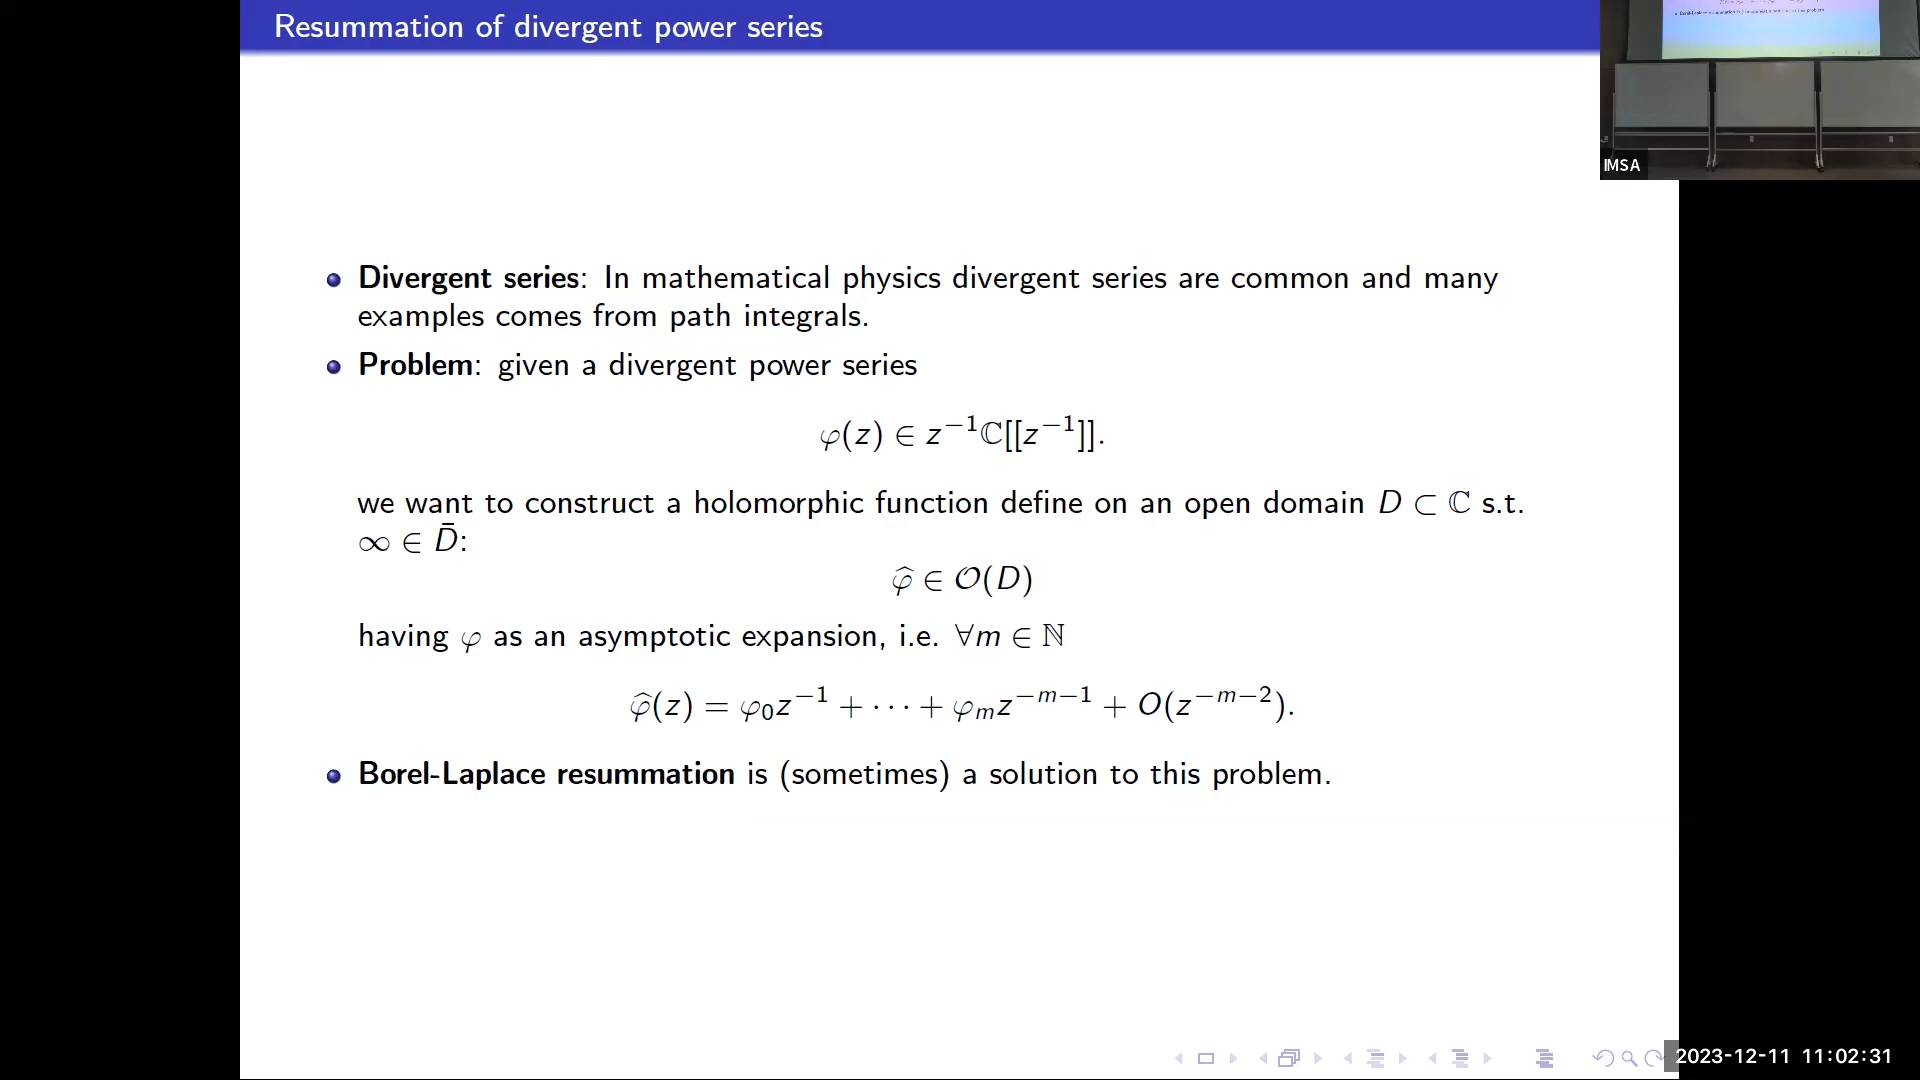 Resummation of divergent power series
IMSA
Divergent series: In mathematical physics divergent series are common and many
examples comes from path integrals.
Problem: given a divergent power series
φ(z) ∈ z⁻¹ℂ[[z⁻¹]].
we want to construct a holomorphic function define on an open domain D ⊂ ℂ s.t.
∞ ∈ D̄:
φ̂ ∈ 𝒪(D)
having φ as an asymptotic expansion, i.e. ∀m ∈ ℕ
φ̂(z) = φ₀z⁻¹ + ⋯ + φₘz⁻ᵐ⁻¹ + O(z⁻ᵐ⁻²).
Borel-Laplace resummation is (sometimes) a solution to this problem.
2023-12-11 11:02:31